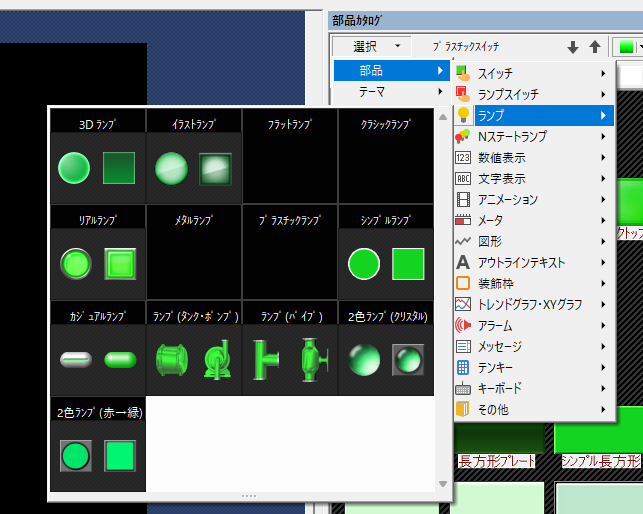 部品ｶﾀﾛｸﾞ
選択
ﾌﾟﾗｽﾁｯｸｽｲｯﾁ
部品
テーマ
スイッチ
ランプスイッチ
ランプ
Nステートランプ
123 数値表示
ABC 文字表示
アニメーション
メータ
図形
A アウトラインテキスト
装飾枠
トレンドグラフ･XYグラフ
アラーム
メッセージ
テンキー
キーボード
その他
3Dﾗﾝﾌﾟ ｲﾗｽﾄﾗﾝﾌﾟ ﾌﾗｯﾄﾗﾝﾌﾟ ｸﾗｼｯｸﾗﾝﾌﾟ
ﾘｱﾙﾗﾝﾌﾟ ﾒﾀﾙﾗﾝﾌﾟ ﾌﾟﾗｽﾁｯｸﾗﾝﾌﾟ ｼﾝﾌﾟﾙﾗﾝﾌﾟ
ｶｼﾞｭｱﾙﾗﾝﾌﾟ ﾗﾝﾌﾟ(ﾀﾝｸ･ﾎﾟﾝﾌﾟ) ﾗﾝﾌﾟ(ﾊﾟｲﾌﾟ) 2色ﾗﾝﾌﾟ(ｸﾘｽﾀﾙ)
2色ﾗﾝﾌﾟ(赤→緑)
クトップ
長方形プレート
シンプル長方形